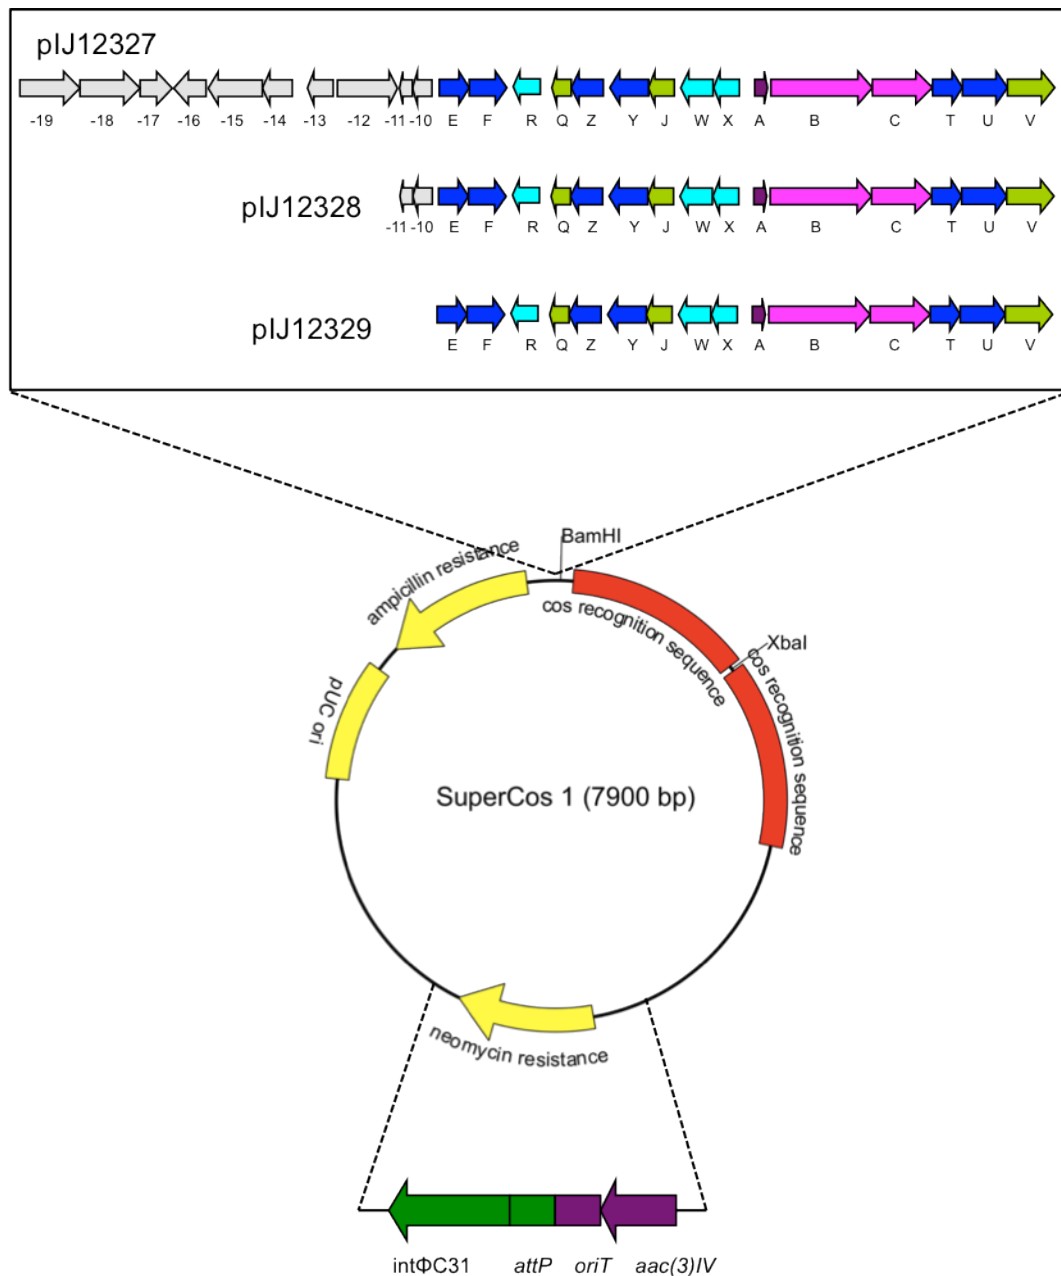 pIJ12327
-19 -18 -17 -16 -15 -14 -13 -12 -11 -10 E F R Q Z Y J W X A B C T U V
pIJ12328
-11 -10 E F R Q Z Y J W X A B C T U V
pIJ12329
E F R Q Z Y J W X A B C T U V
BamHI
ampicillin resistance
cos recognition sequence
XbaI
cos recognition sequence
pUC ori
SuperCos 1 (7900 bp)
neomycin resistance
intΦC31 attP oriT aac(3)IV